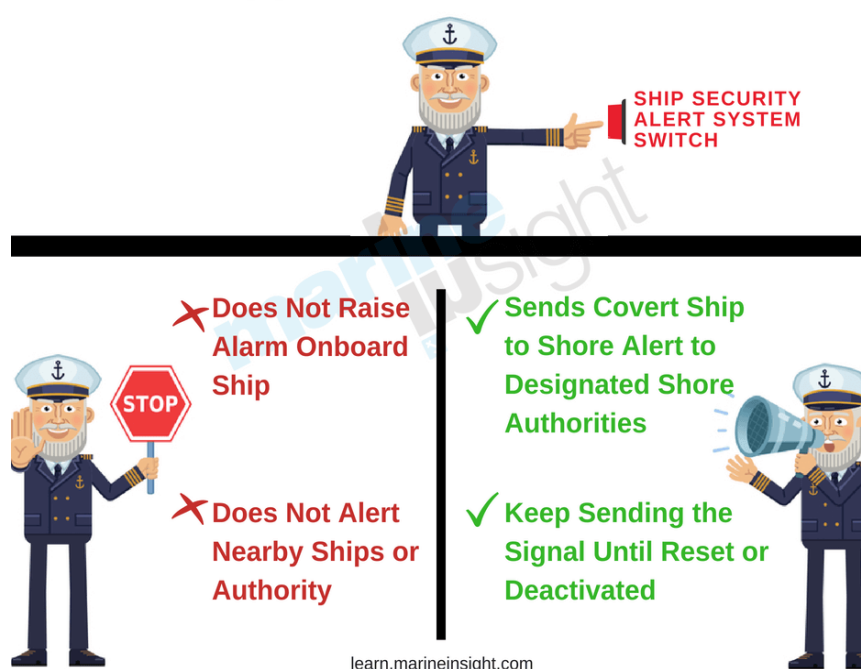 SHIP SECURITY
ALERT SYSTEM
SWITCH
marine
insight
Does Not Raise
Alarm Onboard
Ship
STOP
Does Not Alert
Nearby Ships or
Authority
Sends Covert Ship
to Shore Alert to
Designated Shore
Authorities
Keep Sending the
Signal Until Reset or
Deactivated
learn.marineinsight.com